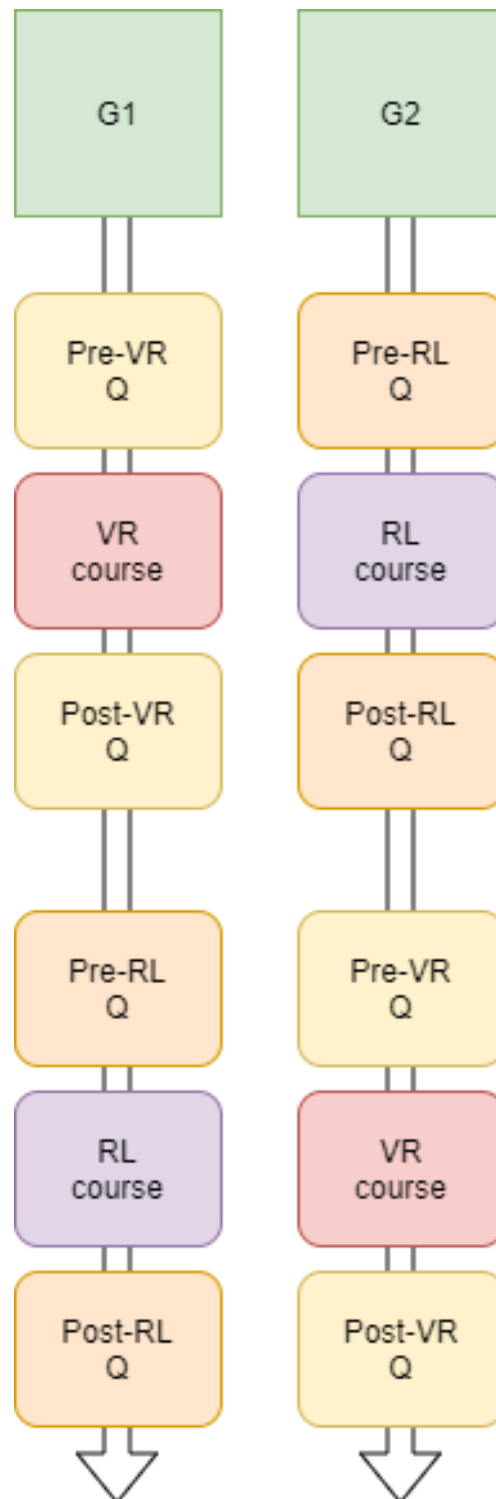 G1
Pre-VR
Q
VR
course
Post-VR
Q
Pre-RL
Q
RL
course
Post-RL
Q
G2
Pre-RL
Q
RL
course
Post-RL
Q
Pre-VR
Q
VR
course
Post-VR
Q